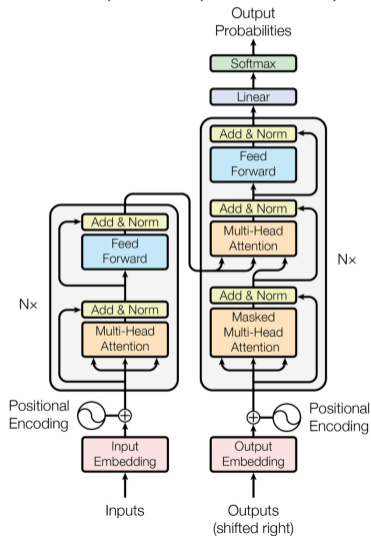 Output
Probabilities
Softmax
Linear
Add & Norm
Feed
Forward
Add & Norm
Multi-Head
Attention
Add & Norm
Masked
Multi-Head
Attention
Nx
Add & Norm
Feed
Forward
Add & Norm
Multi-Head
Attention
Nx
Positional
Encoding
Positional
Encoding
Input
Embedding
Output
Embedding
Inputs
Outputs
(shifted right)